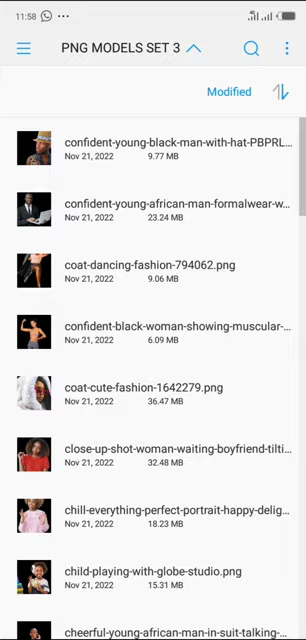 11:58
PNG MODELS SET 3
Modified
confident-young-black-man-with-hat-PBPRL...
Nov 21, 2022 9.77 MB
confident-young-african-man-formalwear-w...
Nov 21, 2022 23.24 MB
coat-dancing-fashion-794062.png
Nov 21, 2022 9.06 MB
confident-black-woman-showing-muscular-...
Nov 21, 2022 6.09 MB
coat-cute-fashion-1642279.png
Nov 21, 2022 36.47 MB
close-up-shot-woman-waiting-boyfriend-tilti...
Nov 21, 2022 32.48 MB
chill-everything-perfect-portrait-happy-delig...
Nov 21, 2022 18.23 MB
child-playing-with-globe-studio.png
Nov 21, 2022 15.31 MB
cheerful-young-african-man-in-suit-talking-...